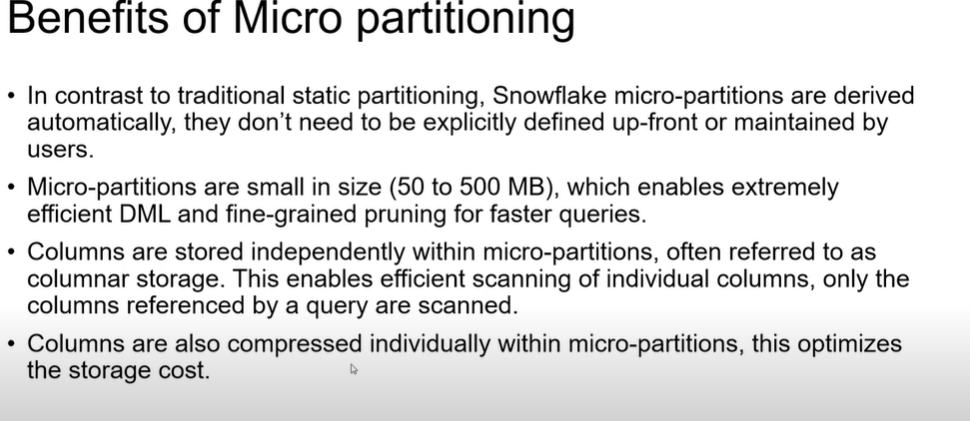 Benefits of Micro partitioning
• In contrast to traditional static partitioning, Snowflake micro-partitions are derived
automatically, they don't need to be explicitly defined up-front or maintained by
users.
• Micro-partitions are small in size (50 to 500 MB), which enables extremely
efficient DML and fine-grained pruning for faster queries.
• Columns are stored independently within micro-partitions, often referred to as
columnar storage. This enables efficient scanning of individual columns, only the
columns referenced by a query are scanned.
• Columns are also compressed individually within micro-partitions, this optimizes
the storage cost.